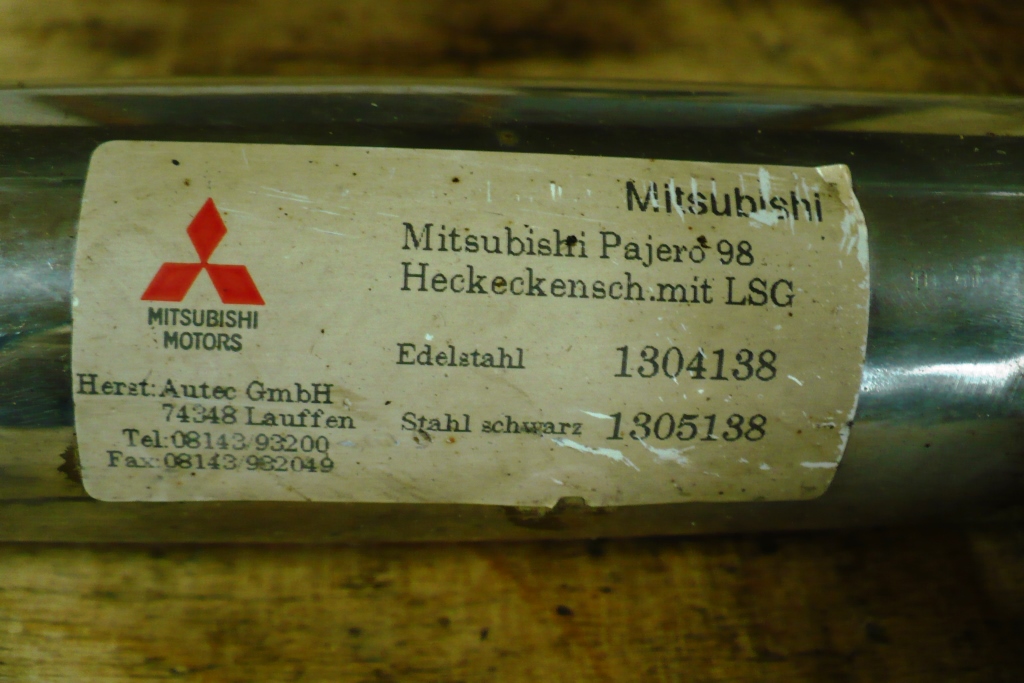 Mitsubishi
Mitsubishi Pajero 98
Heckeckensch.mit LSG
MITSUBISHI
MOTORS
Edelstahl 1304138
Stahl schwarz 1305138
Herst:Autec GmbH
74348 Lauffen
Tel:08143/93200
Fax:08143/932049